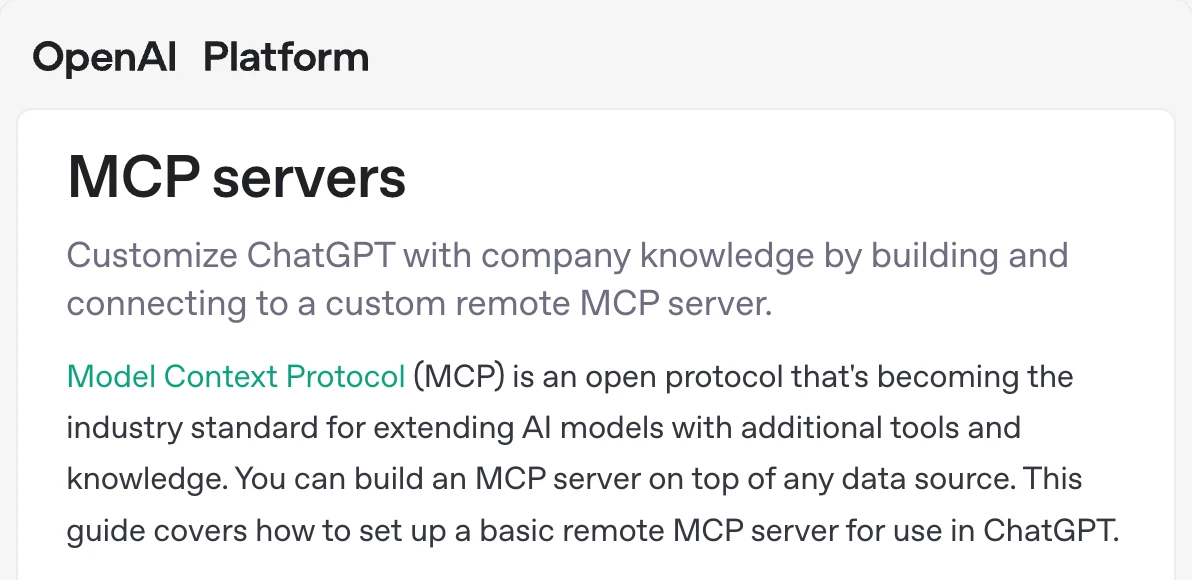 OpenAI Platform
MCP servers
Customize ChatGPT with company knowledge by building and
connecting to a custom remote MCP server.
Model Context Protocol (MCP) is an open protocol that's becoming the
industry standard for extending AI models with additional tools and
knowledge. You can build an MCP server on top of any data source. This
guide covers how to set up a basic remote MCP server for use in ChatGPT.